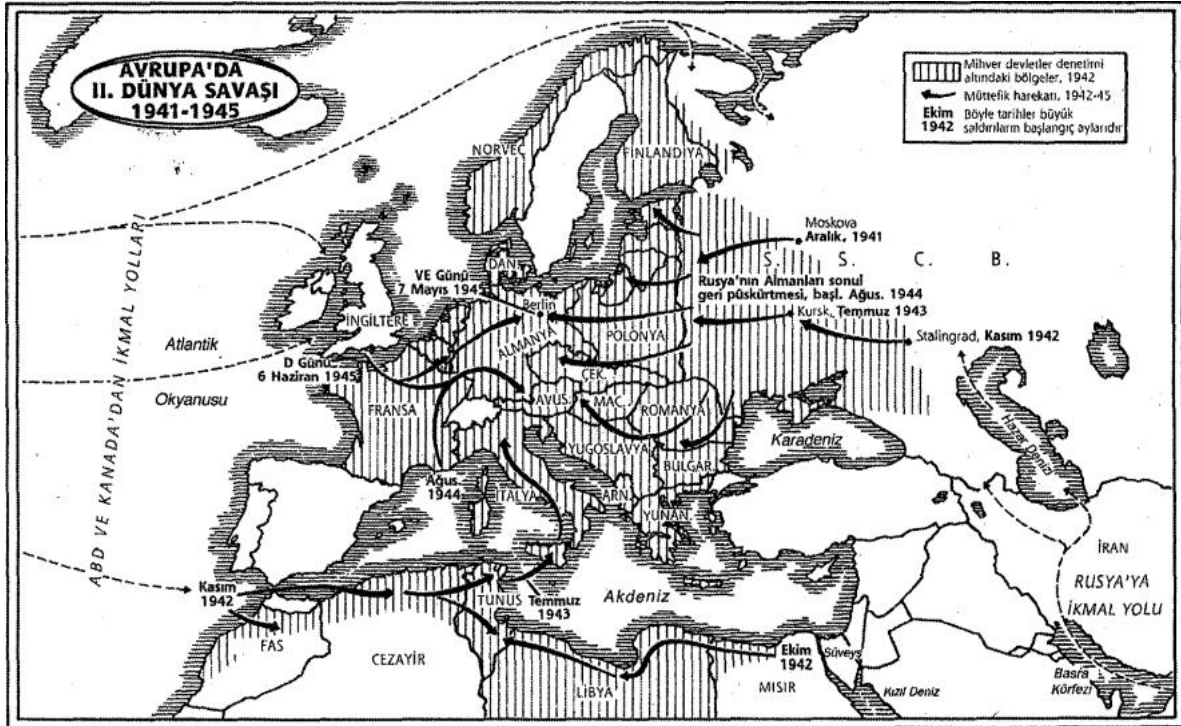 AVRUPA'DA
II. DÜNYA SAVAŞI
1941-1945
Mihver devletler denetimi
altındaki bölgeler, 1942
Müttefik harekatı, 1942-45
Ekim
1942
Böyle tarihler büyük
saldırıların başlangıç aylarıdır
NORVEÇ
FİNLANDİYA
Moskova
Aralık, 1941
S. S. C. B.
DAN.
VE Günü
7 Mayıs 1945
Rusya'nın Almanları sonul
geri püskürtmesi, başl. Ağus. 1944
Berlin
Kursk, Temmuz 1943
İNGİLTERE
ALMANYA
POLONYA
Stalingrad, Kasım 1942
Atlantik
Okyanusu
D Günü
6 Haziran 1945
ÇEK.
FRANSA
AVUS.
MAC.
ROMANYA
Karadeniz
Hazar Denizi
YUGOSLAVYA
BULGAR.
Ağus.
1944
İTALYA
ARN.
YUNAN.
ABD VE KANADA'DAN İKMAL YOLLARI
İRAN
RUSYA'YA
İKMAL YOLU
Kasım
1942
TUNUS
Temmuz
1943
Akdeniz
FAS
CEZAYİR
LİBYA
Ekim
1942
MISIR
Süveyş
Kızıl Deniz
Basra
Körfezi